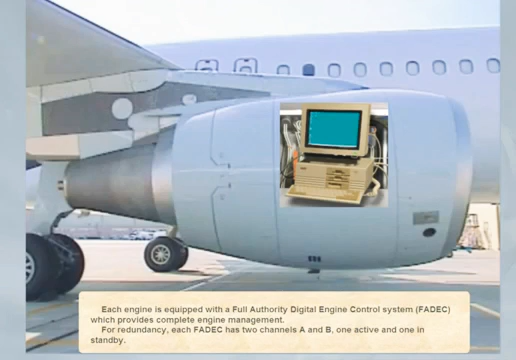 Each engine is equipped with a Full Authority Digital Engine Control system (FADEC)
which provides complete engine management.
For redundancy, each FADEC has two channels A and B, one active and one in
standby.